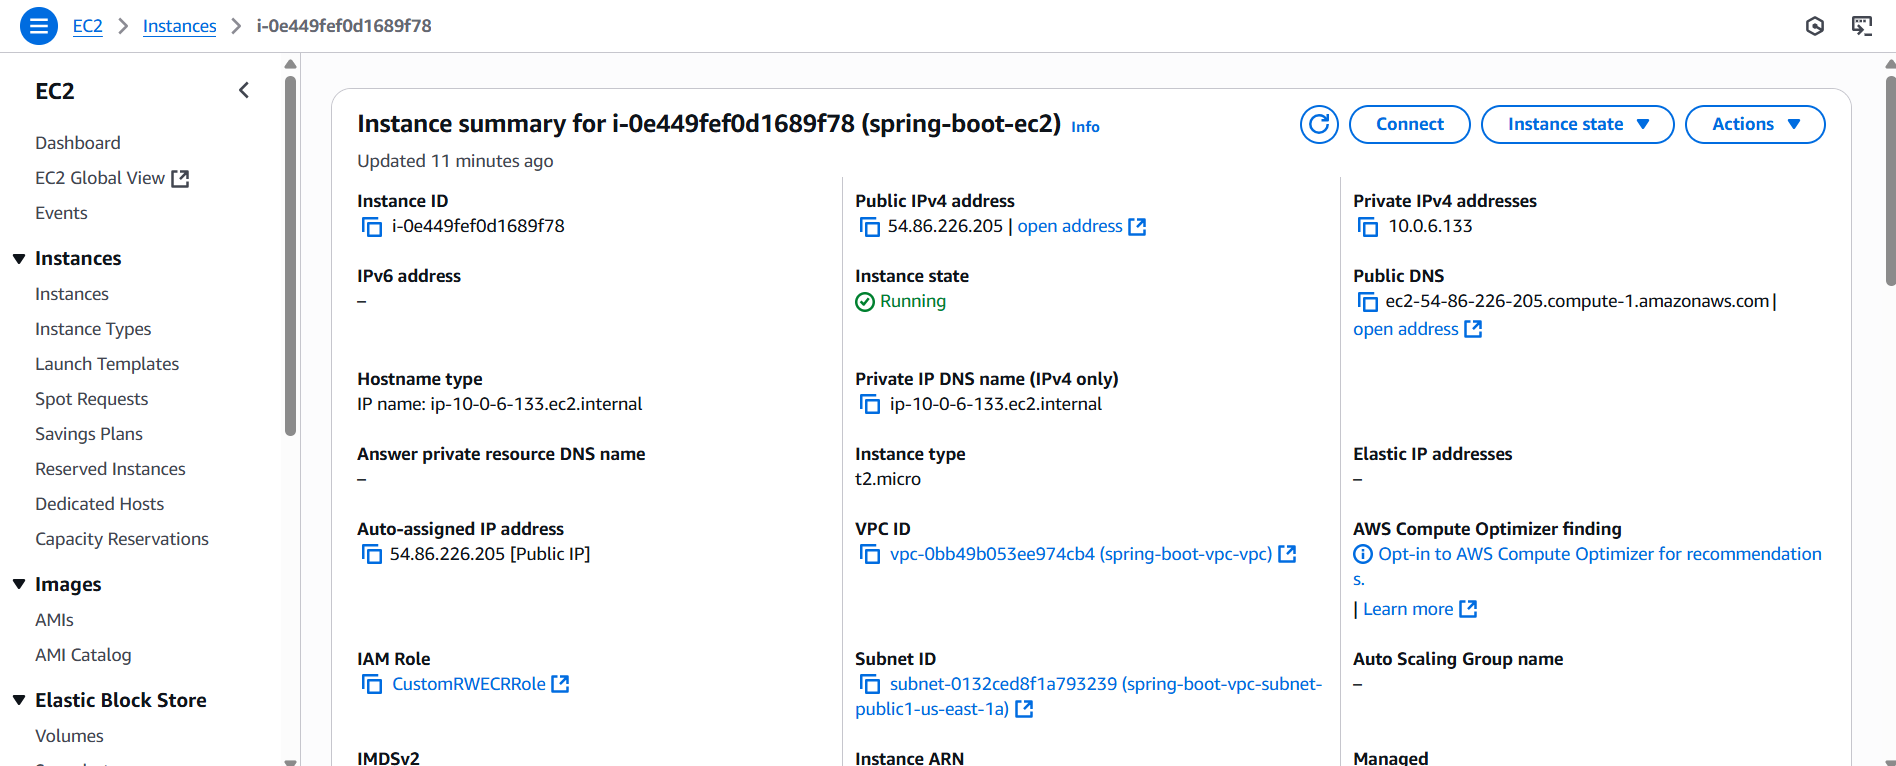 EC2 > Instances > i-0e449fef0d1689f78
EC2
Dashboard
EC2 Global View
Events
Instances
Instances
Instance Types
Launch Templates
Spot Requests
Savings Plans
Reserved Instances
Dedicated Hosts
Capacity Reservations
Images
AMIs
AMI Catalog
Elastic Block Store
Volumes
Instance summary for i-0e449fef0d1689f78 (spring-boot-ec2) Info
Connect
Instance state
Actions
Updated 11 minutes ago
Instance ID
i-0e449fef0d1689f78
Public IPv4 address
54.86.226.205 | open address
Private IPv4 addresses
10.0.6.133
IPv6 address
–
Instance state
Running
Public DNS
ec2-54-86-226-205.compute-1.amazonaws.com |
open address
Hostname type
IP name: ip-10-0-6-133.ec2.internal
Private IP DNS name (IPv4 only)
ip-10-0-6-133.ec2.internal
Answer private resource DNS name
–
Instance type
t2.micro
Elastic IP addresses
–
Auto-assigned IP address
54.86.226.205 [Public IP]
VPC ID
vpc-0bb49b053ee974cb4 (spring-boot-vpc-vpc)
AWS Compute Optimizer finding
Opt-in to AWS Compute Optimizer for recommendation
s.
| Learn more
IAM Role
CustomRWECRRole
Subnet ID
subnet-0132ced8f1a793239 (spring-boot-vpc-subnet-
public1-us-east-1a)
Auto Scaling Group name
–
IMDSv2
Instance ARN
Managed